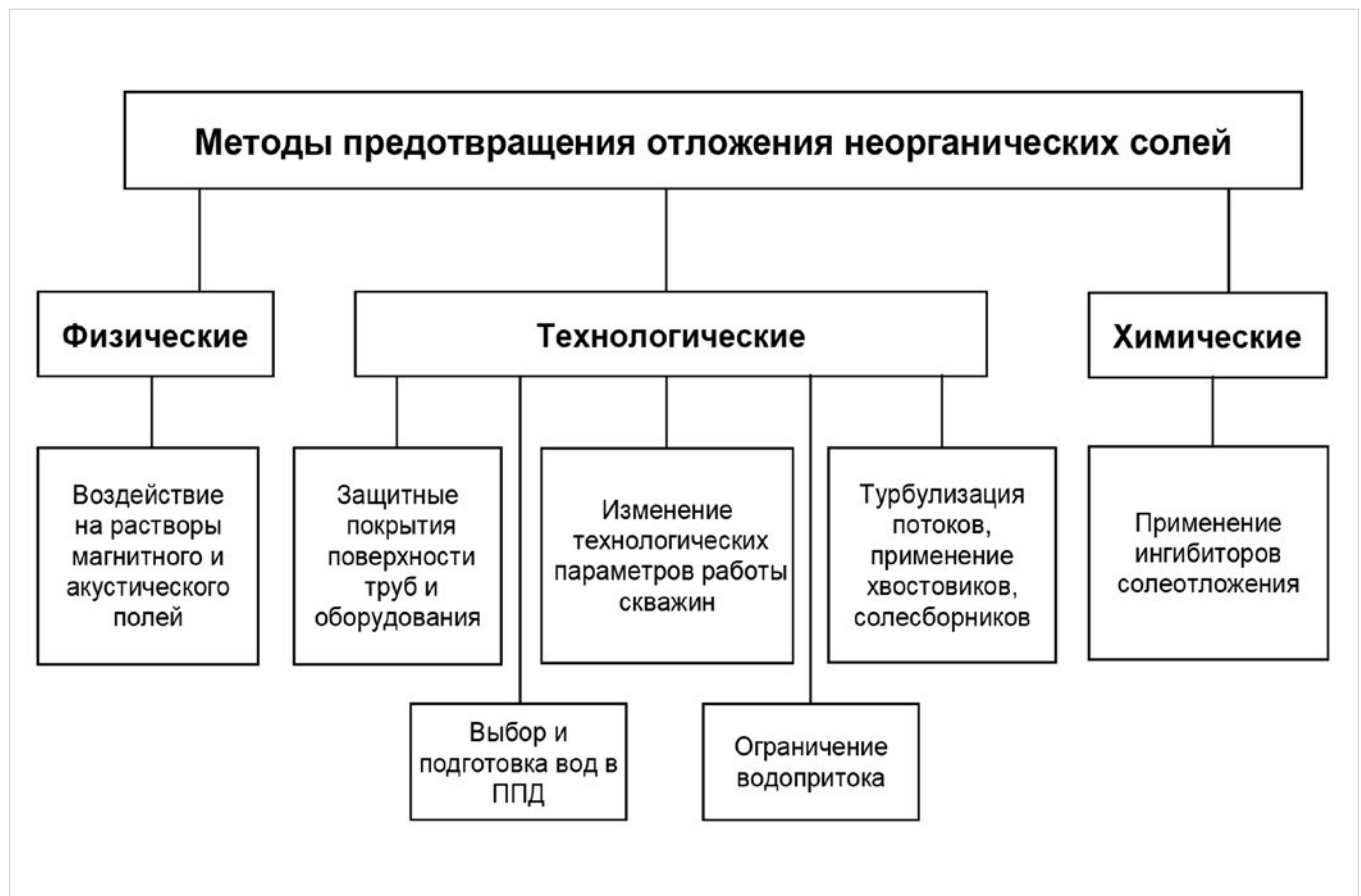 Методы предотвращения отложения неорганических солей
Физические
Технологические
Химические
Воздействие
на растворы
магнитного и
акустического
полей
Защитные
покрытия
поверхности
труб и
оборудования
Изменение
технологических
параметров работы
скважин
Турбулизация
потоков,
применение
хвостовиков,
солесборников
Применение
ингибиторов
солеотложения
Выбор и
подготовка вод в
ППД
Ограничение
водопритока